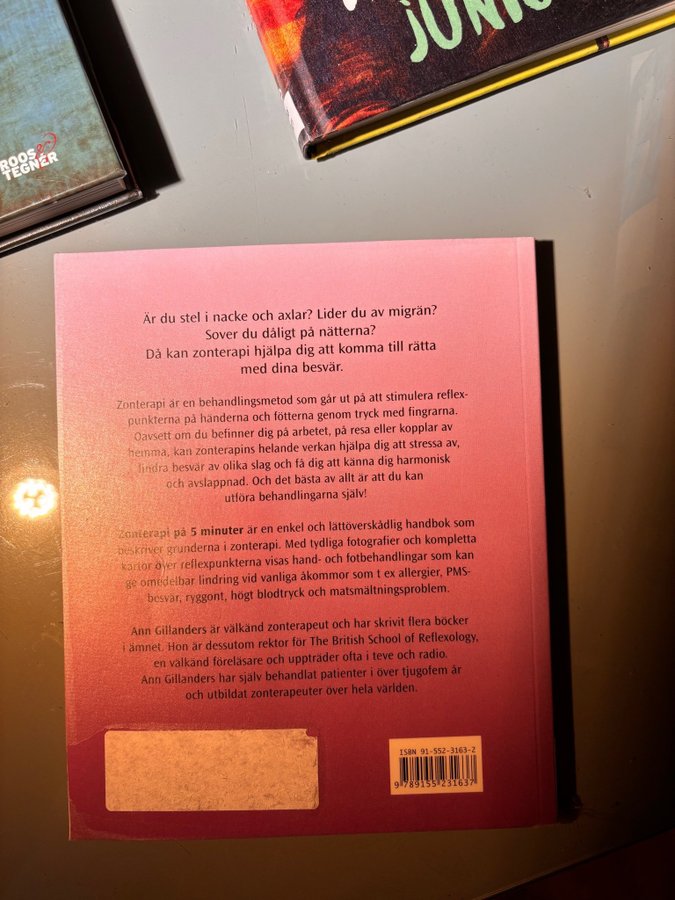 ROOS &
TEGNÉR
JUNIO
Är du stel i nacke och axlar? Lider du av migrän?
Sover du dåligt på nätterna?
Då kan zonterapi hjälpa dig att komma till rätta
med dina besvär.
Zonterapi är en behandlingsmetod som går ut på att stimulera reflex-
punkterna på händerna och fötterna genom tryck med fingrarna.
Oavsett om du befinner dig på arbetet, på resa eller kopplar av
hemma, kan zonterapins helande verkan hjälpa dig att stressa av,
lindra besvär av olika slag och få dig att känna dig harmonisk
och avslappnad. Och det bästa av allt är att du kan
utföra behandlingarna själv!
Zonterapi på 5 minuter är en enkel och lättöverskådlig handbok som
beskriver grunderna i zonterapi. Med tydliga fotografier och kompletta
kartor över reflexpunkterna visas hand- och fotbehandlingar som kan
ge omedelbar lindring vid vanliga åkommor som t ex allergier, PMS-
besvär, ryggont, högt blodtryck och matsmältningsproblem.
Ann Gillanders är välkänd zonterapeut och har skrivit flera böcker
i ämnet. Hon är dessutom rektor för The British School of Reflexology,
en välkänd föreläsare och uppträder ofta i teve och radio.
Ann Gillanders har själv behandlat patienter i över tjugofem år
och utbildat zonterapeuter över hela världen.
ISBN 91-552-3163-2
9 789155 231637